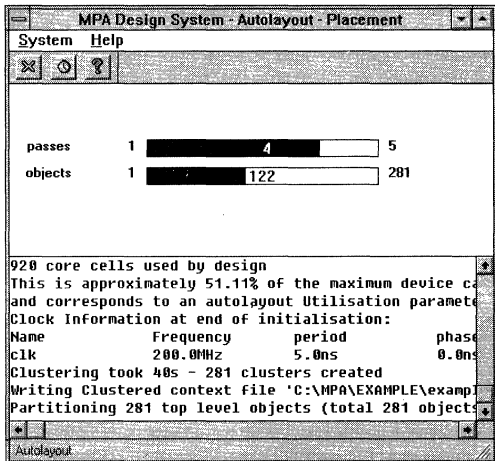 MPA Design System - Autolayout - Placement
System Help
passes 1 4 5
objects 1 122 281
920 core cells used by design
This is approximately 51.11% of the maximum device ca
and corresponds to an autolayout Utilisation paramete
Clock Information at end of initialisation:
Name Frequency period phase
clk 200.0MHz 5.0ns 0.0ns
Clustering took 40s - 281 clusters created
Writing Clustered context file 'C:\MPA\EXAMPLE\exampl
Partitioning 281 top level objects (total 281 objects
Autolayout